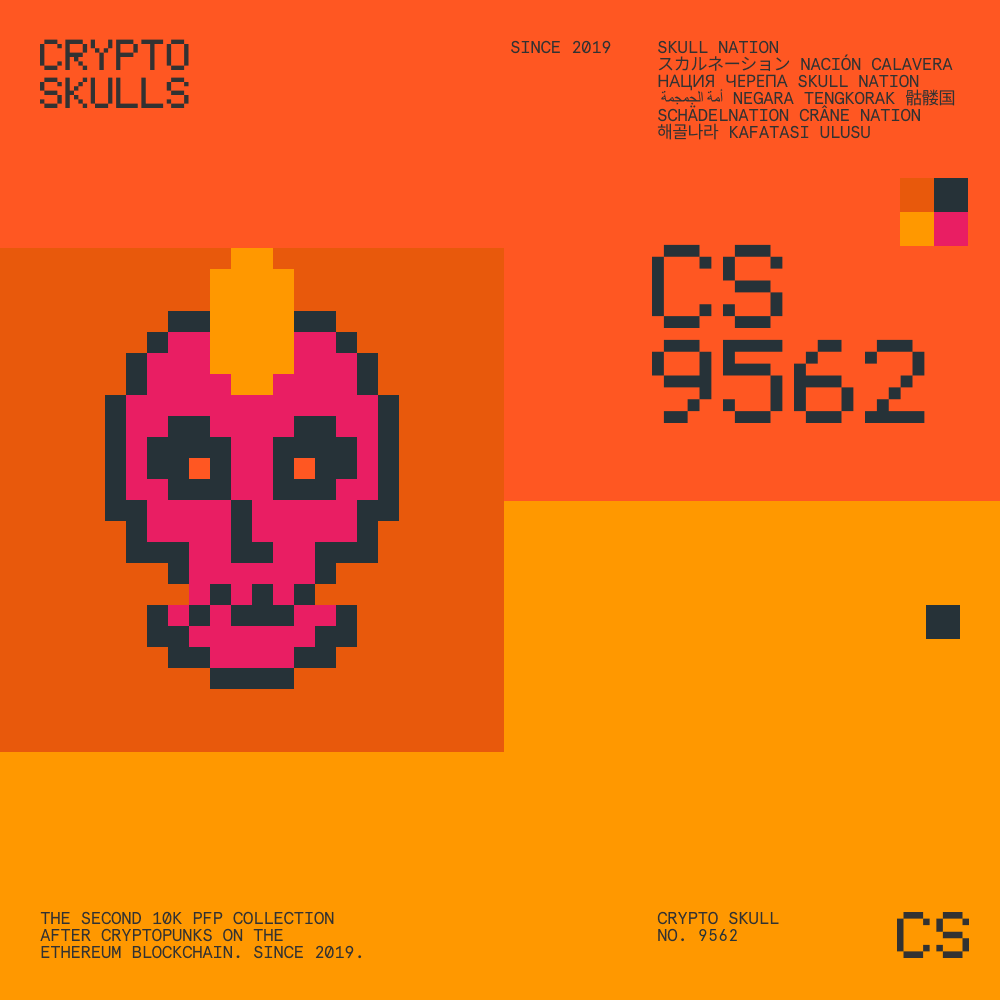 CRYPTO
SKULLS
SINCE 2019
SKULL NATION
スカルネーション NACIÓN CALAVERA
НАЦИЯ ЧЕРЕПА SKULL NATION
أمة الجمجمة NEGARA TENGKORAK 骷髅国
SCHÄDELNATION CRÂNE NATION
해골나라 KAFATASI ULUSU
CS
9562
THE SECOND 10K PFP COLLECTION
AFTER CRYPTOPUNKS ON THE
ETHEREUM BLOCKCHAIN. SINCE 2019.
CRYPTO SKULL
NO. 9562
CS